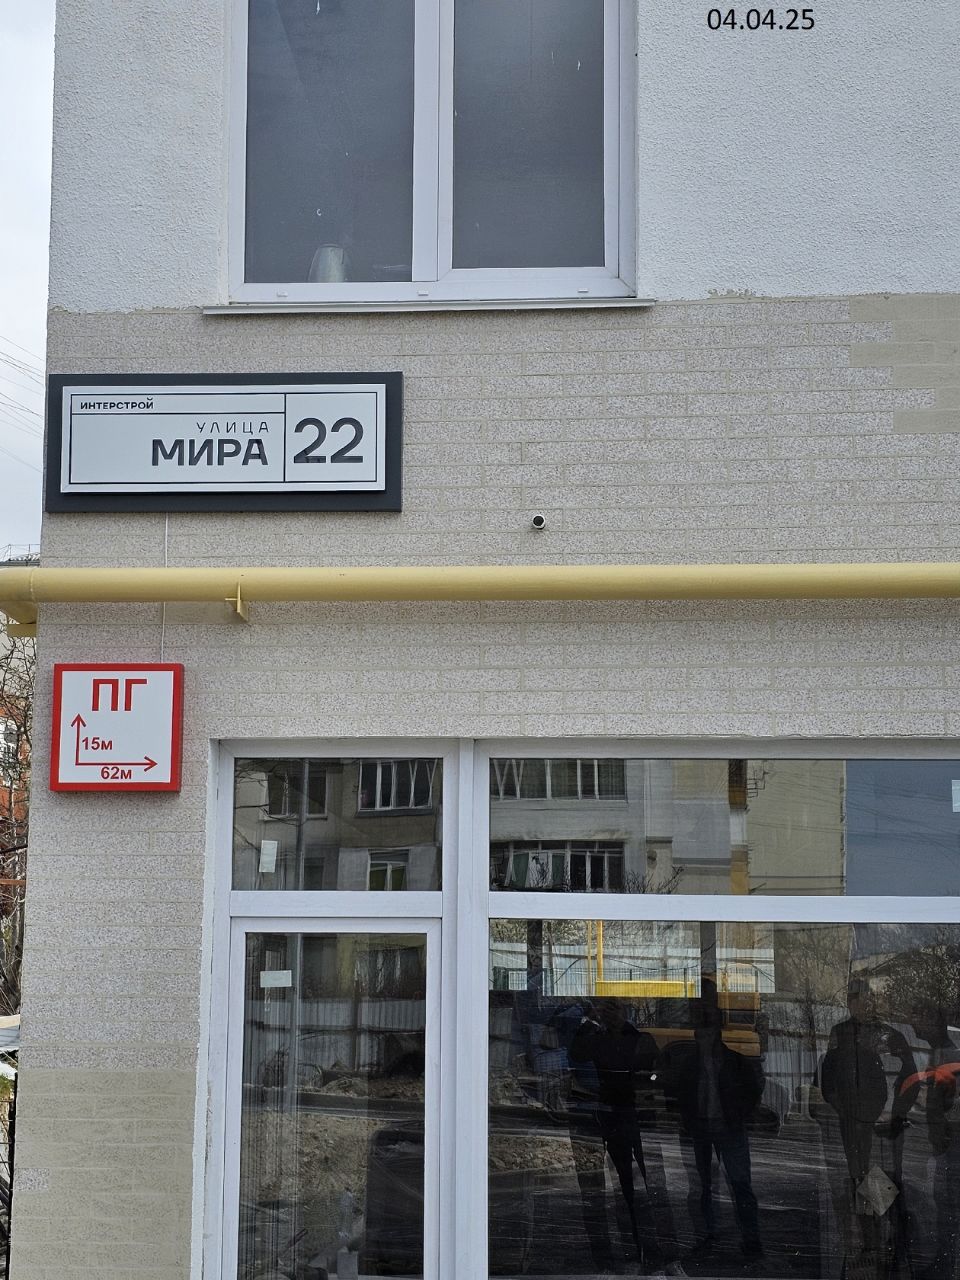 04.04.25
ИНТЕРСТРОЙ
УЛИЦА
МИРА 22
ПГ
15м
62м